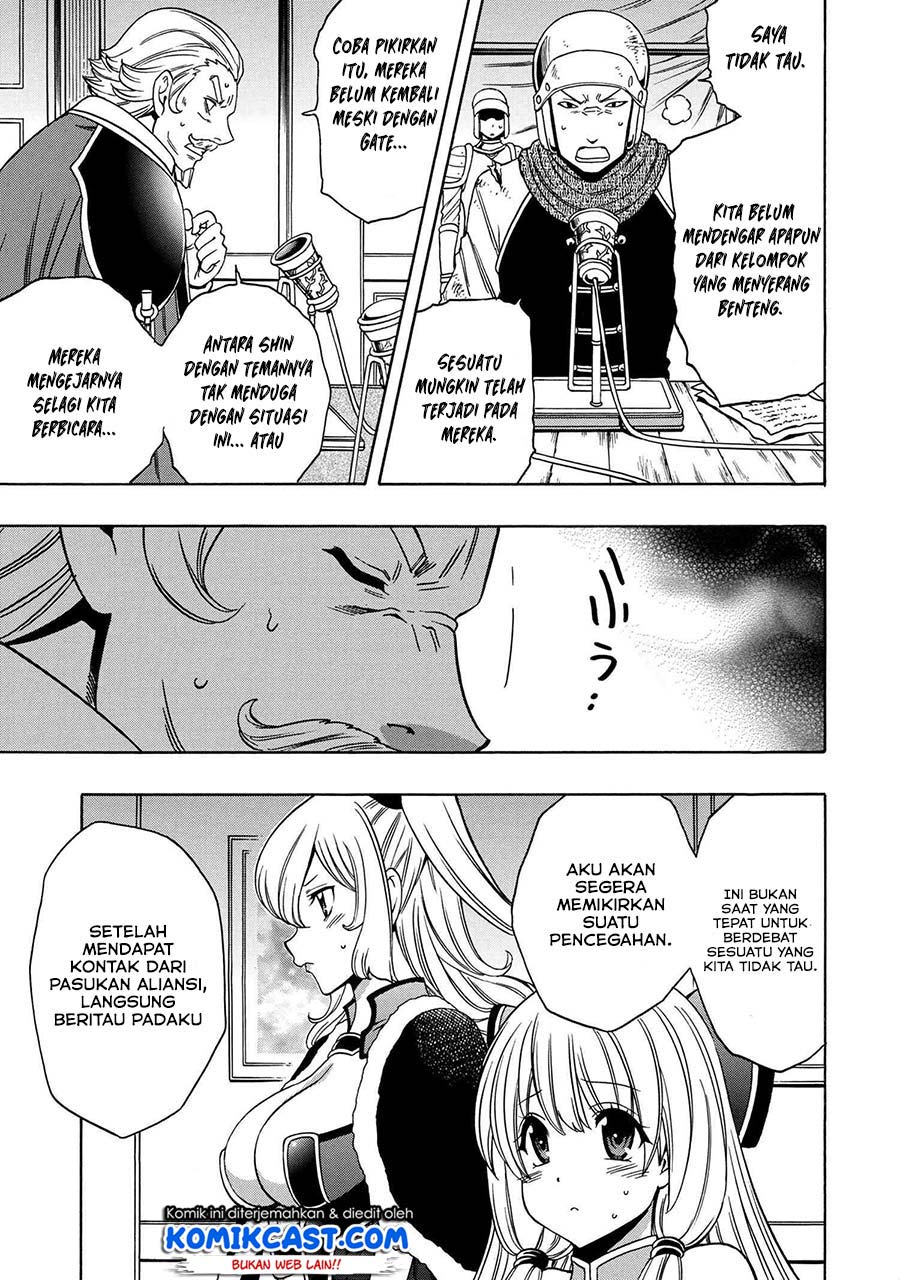 SAYA
TIDAK TAU.
KITA BELUM
MENDENGAR APAPUN
DARI KELOMPOK
YANG MENYERANG
BENTENG.
SESUATU
MUNGKIN TELAH
TERJADI PADA
MEREKA.
COBA PIKIRKAN
ITU, MEREKA
BELUM KEMBALI
MESKI DENGAN
GATE...
ANTARA SHIN
DENGAN TEMANNYA
TAK MENDUGA
DENGAN SITUASI
INI... ATAU
MEREKA
MENGEJARNYA
SELAGI KITA
BERBICARA...
ふぅ…
INI BUKAN
SAAT YANG
TEPAT UNTUK
BERDEBAT
SESUATU YANG
KITA TIDAK TAU.
AKU AKAN
SEGERA
MEMIKIRKAN
SUATU
PENCEGAHAN.
SETELAH
MENDAPAT
KONTAK DARI
PASUKAN ALIANSI,
LANGSUNG
BERITAU PADAKU
Komik ini diterjemahkan & diedit oleh
KOMIKCAST.COM
BUKAN WEB LAIN!!